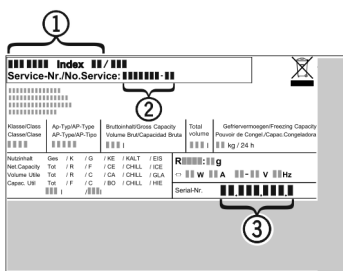 ①
Index /
Service-Nr./No.Service: -
②
Klasse/Class Ap-Typ/AP-Type Bruttoinhalt/Gross Capacity Total Gefriervermoegen/Freezing Capacity
Classe/Clase AP-Type/AP-Tipo Volume Brut/Capacidad Bruta volume Pouvoir de Congel./Capac.Congeladora
l l kg / 24 h
Nutzinhalt Ges / K / G / KE / KALT / EIS
Net.Capacity Tot / R / F / CE / CHILL / ICE
Volume Utile Tot / R / C / CA / CHILL / GLA
Capac. Util Tot / F / C / BO / CHILL / HIE
l / l
R : g
W A - V Hz
Serial-Nr. . . .
③